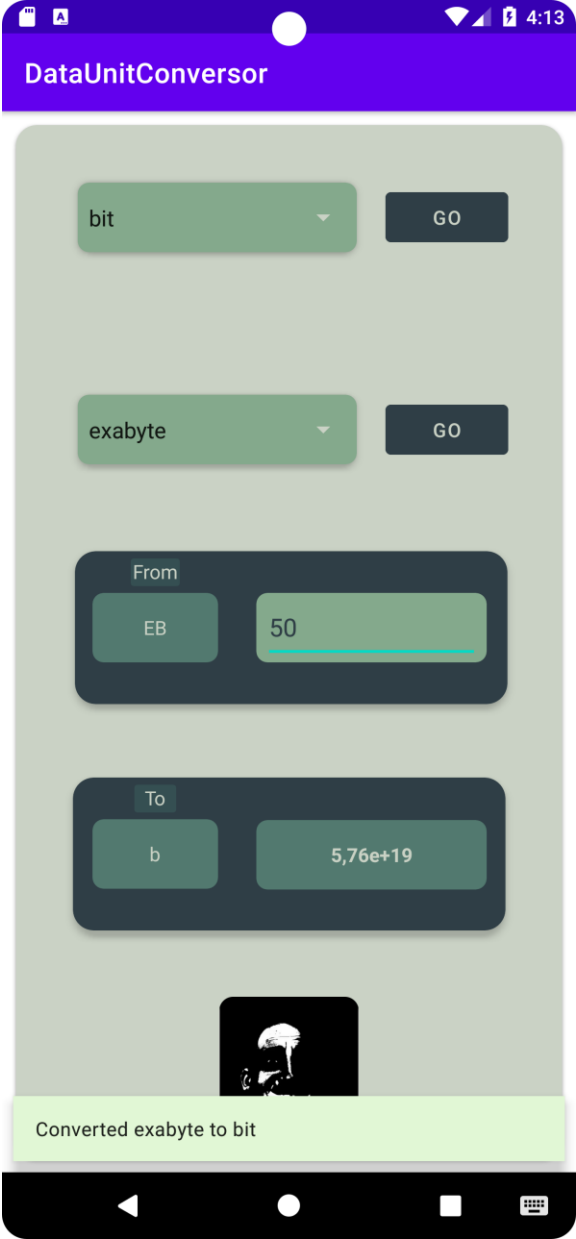 4:13
DataUnitConversor
bit
GO
exabyte
GO
From
EB
50
To
b
5,76e+19
Converted exabyte to bit